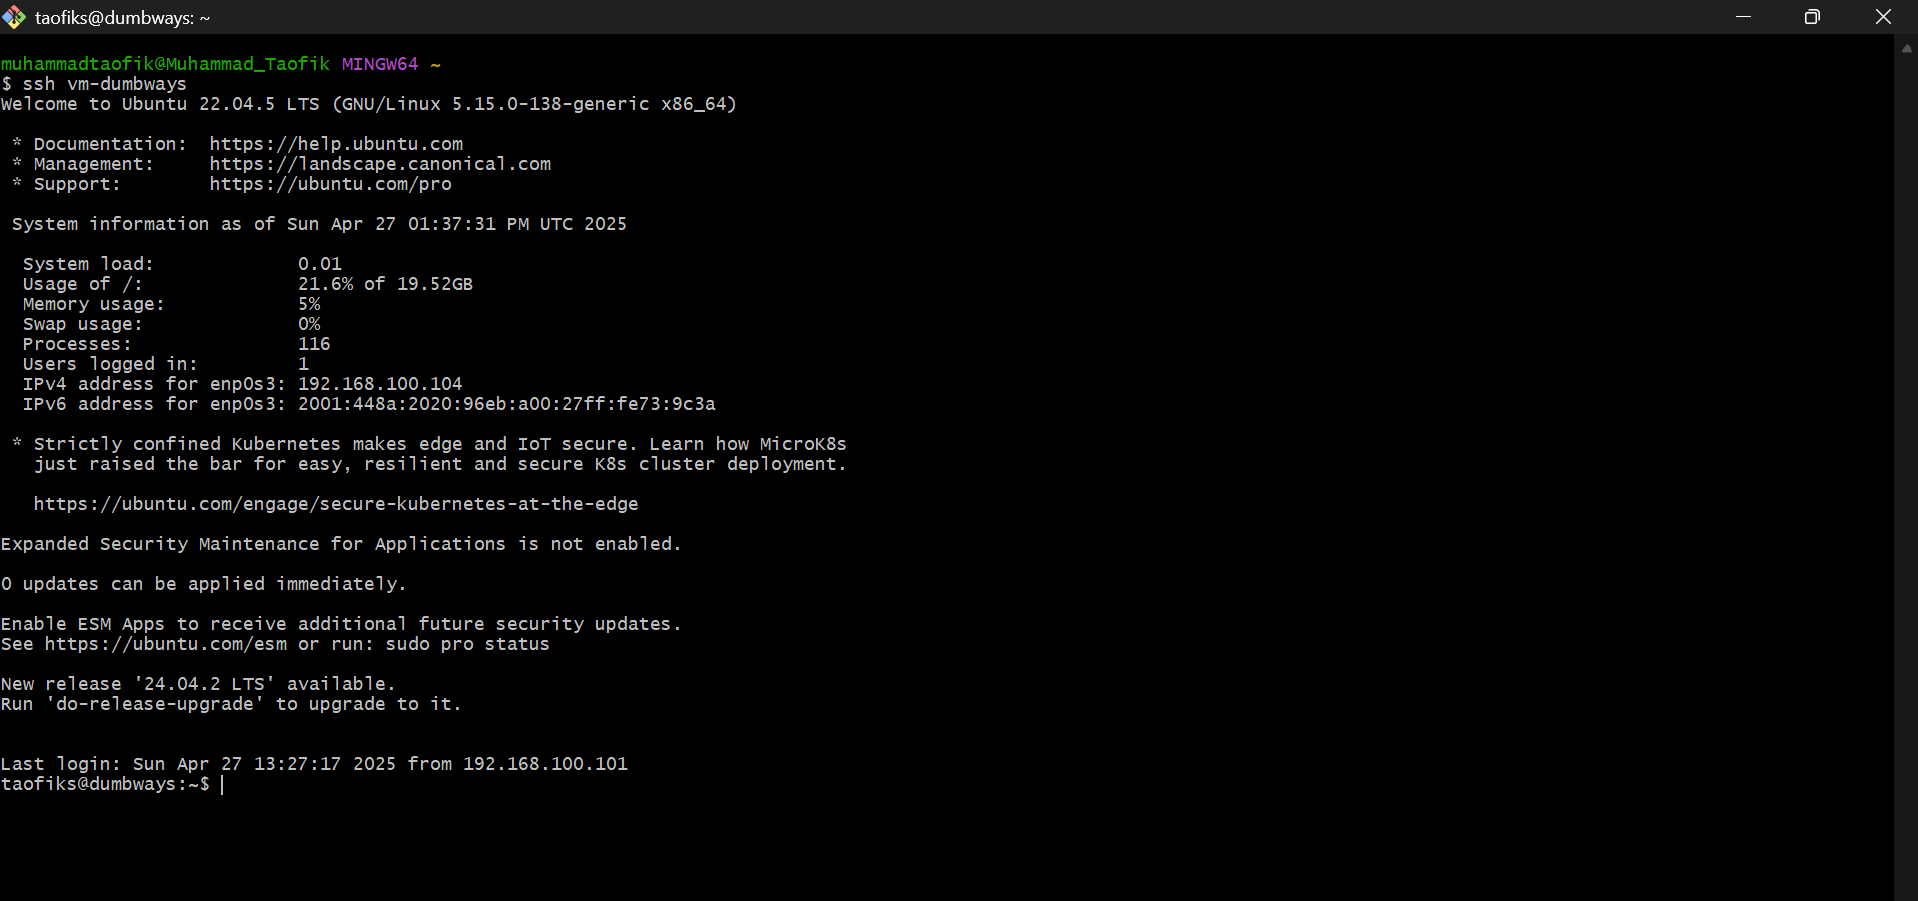 taofiks@dumbways: ~
muhammadtaofik@Muhammad_Taofik MINGW64 ~
$ ssh vm-dumbways
Welcome to Ubuntu 22.04.5 LTS (GNU/Linux 5.15.0-138-generic x86_64)
* Documentation:  https://help.ubuntu.com
* Management:     https://landscape.canonical.com
* Support:        https://ubuntu.com/pro
System information as of Sun Apr 27 01:37:31 PM UTC 2025
System load:             0.01
Usage of /:              21.6% of 19.52GB
Memory usage:            5%
Swap usage:              0%
Processes:               116
Users logged in:         1
IPv4 address for enp0s3: 192.168.100.104
IPv6 address for enp0s3: 2001:448a:2020:96eb:a00:27ff:fe73:9c3a
* Strictly confined Kubernetes makes edge and IoT secure. Learn how MicroK8s
just raised the bar for easy, resilient and secure K8s cluster deployment.
https://ubuntu.com/engage/secure-kubernetes-at-the-edge
Expanded Security Maintenance for Applications is not enabled.
0 updates can be applied immediately.
Enable ESM Apps to receive additional future security updates.
See https://ubuntu.com/esm or run: sudo pro status
New release '24.04.2 LTS' available.
Run 'do-release-upgrade' to upgrade to it.
Last login: Sun Apr 27 13:27:17 2025 from 192.168.100.101
taofiks@dumbways:~$